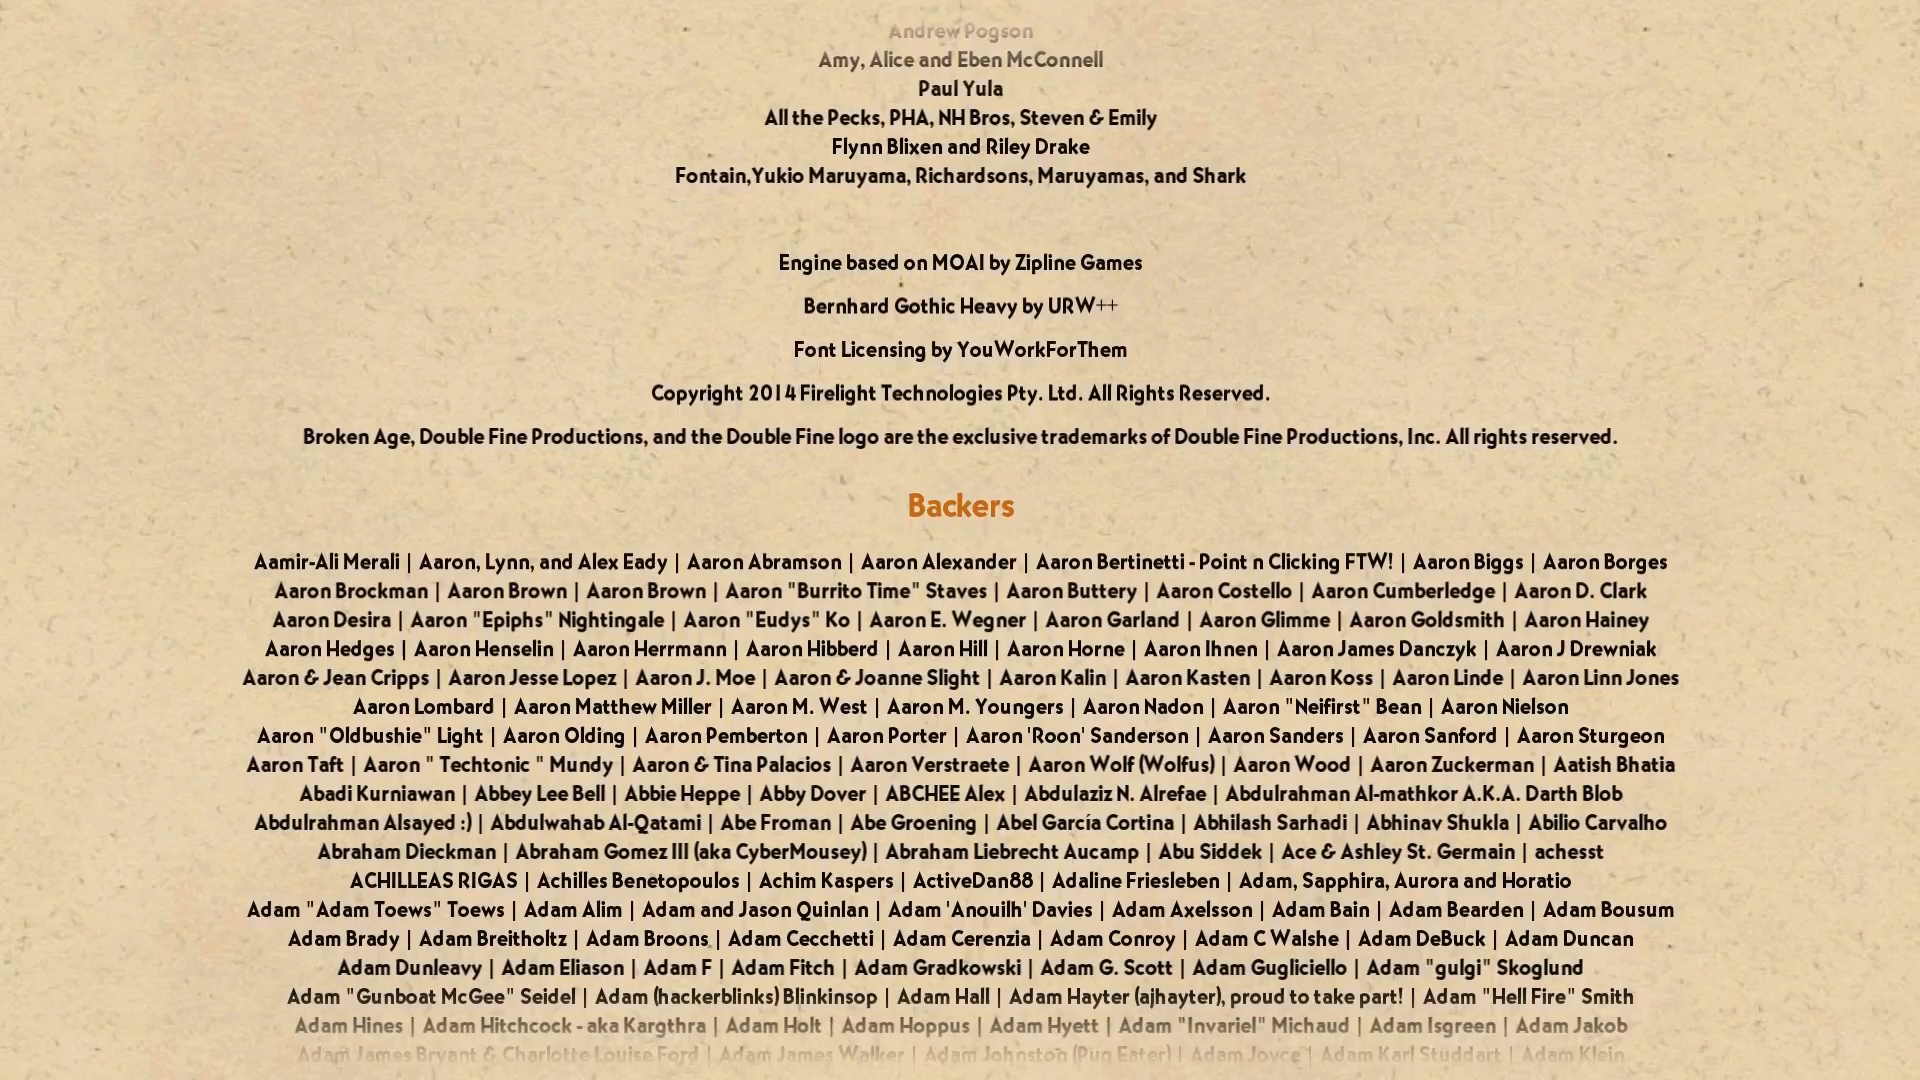 Andrew Pogson
Amy, Alice and Eben McConnell
Paul Yula
All the Pecks, PHA, NH Bros, Steven & Emily
Flynn Blixen and Riley Drake
Fontain,Yukio Maruyama, Richardsons, Maruyamas, and Shark
Engine based on MOAI by Zipline Games
Bernhard Gothic Heavy by URW++
Font Licensing by YouWorkForThem
Copyright 2014 Firelight Technologies Pty. Ltd. All Rights Reserved.
Broken Age, Double Fine Productions, and the Double Fine logo are the exclusive trademarks of Double Fine Productions, Inc. All rights reserved.
Backers
Aamir-Ali Merali | Aaron, Lynn, and Alex Eady | Aaron Abramson | Aaron Alexander | Aaron Bertinetti - Point n Clicking FTW! | Aaron Biggs | Aaron Borges
Aaron Brockman | Aaron Brown | Aaron Brown | Aaron "Burrito Time" Staves | Aaron Buttery | Aaron Costello | Aaron Cumberledge | Aaron D. Clark
Aaron Desira | Aaron "Epiphs" Nightingale | Aaron "Eudys" Ko | Aaron E. Wegner | Aaron Garland | Aaron Glimme | Aaron Goldsmith | Aaron Hainey
Aaron Hedges | Aaron Henselin | Aaron Herrmann | Aaron Hibberd | Aaron Hill | Aaron Horne | Aaron Ihnen | Aaron James Danczyk | Aaron J Drewniak
Aaron & Jean Cripps | Aaron Jesse Lopez | Aaron J. Moe | Aaron & Joanne Slight | Aaron Kalin | Aaron Kasten | Aaron Koss | Aaron Linde | Aaron Linn Jones
Aaron Lombard | Aaron Matthew Miller | Aaron M. West | Aaron M. Youngers | Aaron Nadon | Aaron "Neifirst" Bean | Aaron Nielson
Aaron "Oldbushie" Light | Aaron Olding | Aaron Pemberton | Aaron Porter | Aaron 'Roon' Sanderson | Aaron Sanders | Aaron Sanford | Aaron Sturgeon
Aaron Taft | Aaron " Techtonic " Mundy | Aaron & Tina Palacios | Aaron Verstraete | Aaron Wolf (Wolfus) | Aaron Wood | Aaron Zuckerman | Aatish Bhatia
Abadi Kurniawan | Abbey Lee Bell | Abbie Heppe | Abby Dover | ABCHEE Alex | Abdulaziz N. Alrefae | Abdulrahman Al-mathkor A.K.A. Darth Blob
Abdulrahman Alsayed :) | Abdulwahab Al-Qatami | Abe Froman | Abe Groening | Abel García Cortina | Abhilash Sarhadi | Abhinav Shukla | Abilio Carvalho
Abraham Dieckman | Abraham Gomez III (aka CyberMousey) | Abraham Liebrecht Aucamp | Abu Siddek | Ace & Ashley St. Germain | achesst
ACHILLEAS RIGAS | Achilles Benetopoulos | Achim Kaspers | ActiveDan88 | Adaline Friesleben | Adam, Sapphira, Aurora and Horatio
Adam "Adam Toews" Toews | Adam Alim | Adam and Jason Quinlan | Adam 'Anouilh' Davies | Adam Axelsson | Adam Bain | Adam Bearden | Adam Bousum
Adam Brady | Adam Breitholtz | Adam Broons | Adam Cecchetti | Adam Cerenzia | Adam Conroy | Adam C Walshe | Adam DeBuck | Adam Duncan
Adam Dunleavy | Adam Eliason | Adam F | Adam Fitch | Adam Gradkowski | Adam G. Scott | Adam Gugliciello | Adam "gulgi" Skoglund
Adam "Gunboat McGee" Seidel | Adam (hackerblinks) Blinkinsop | Adam Hall | Adam Hayter (ajhayter), proud to take part! | Adam "Hell Fire" Smith
Adam Hines | Adam Hitchcock - aka Kargthra | Adam Holt | Adam Hoppus | Adam Hyett | Adam "Invariel" Michaud | Adam Isgreen | Adam Jakob
Adam James Bryant & Charlotte Louise Ford | Adam James Walker | Adam Johnston (Pug Eater) | Adam Joyce | Adam Karl Studdart | Adam Klein